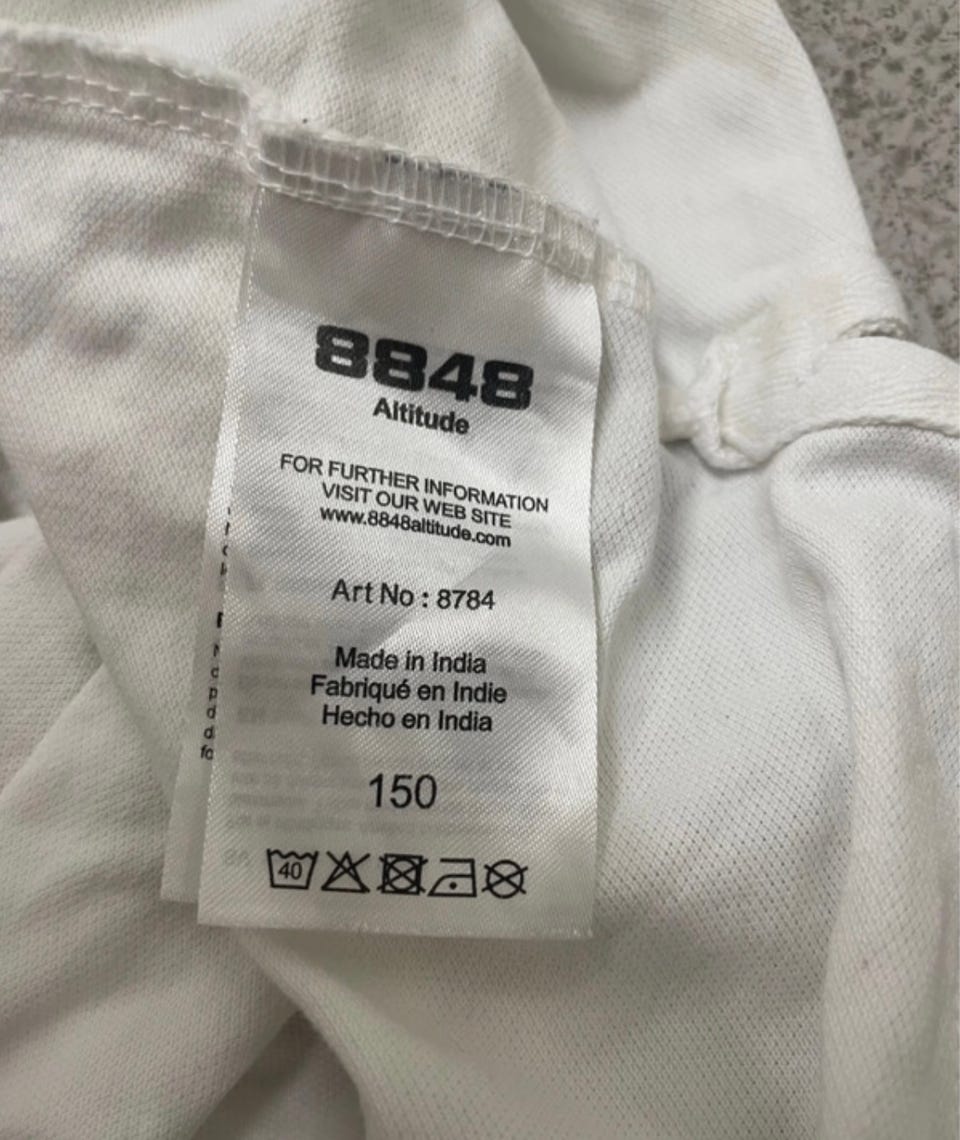 8848
Altitude
FOR FURTHER INFORMATION
VISIT OUR WEB SITE
www.8848altitude.com
Art No : 8784
Made in India
Fabriqué en Indie
Hecho en India
150
40